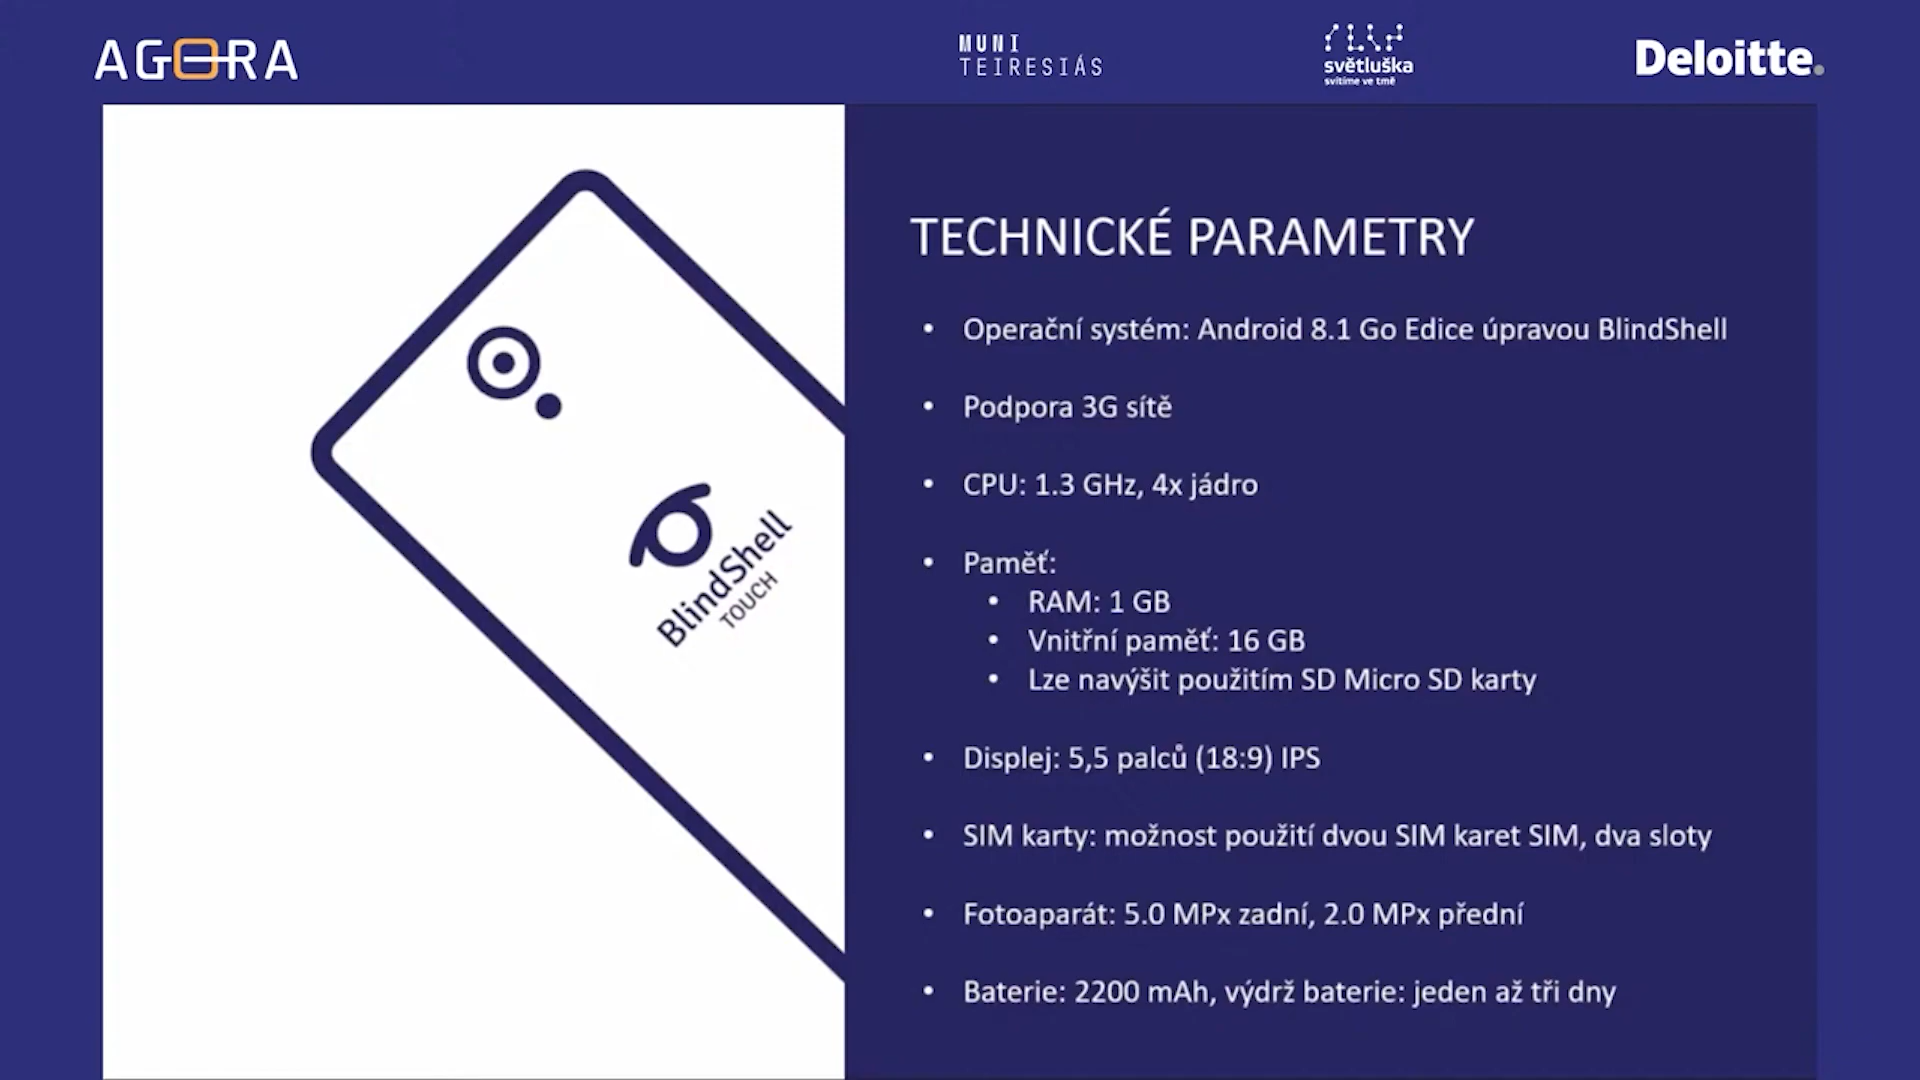 AGORA
MUNI
TEIRESIÁS
světluška
svítíme ve tmě
Deloitte.
BlindShell
TOUCH
TECHNICKÉ PARAMETRY
• Operační systém: Android 8.1 Go Edice úpravou BlindShell
• Podpora 3G sítě
• CPU: 1.3 GHz, 4x jádro
• Paměť:
• RAM: 1 GB
• Vnitřní paměť: 16 GB
• Lze navýšit použitím SD Micro SD karty
• Displej: 5,5 palců (18:9) IPS
• SIM karty: možnost použití dvou SIM karet SIM, dva sloty
• Fotoaparát: 5.0 MPx zadní, 2.0 MPx přední
• Baterie: 2200 mAh, výdrž baterie: jeden až tři dny